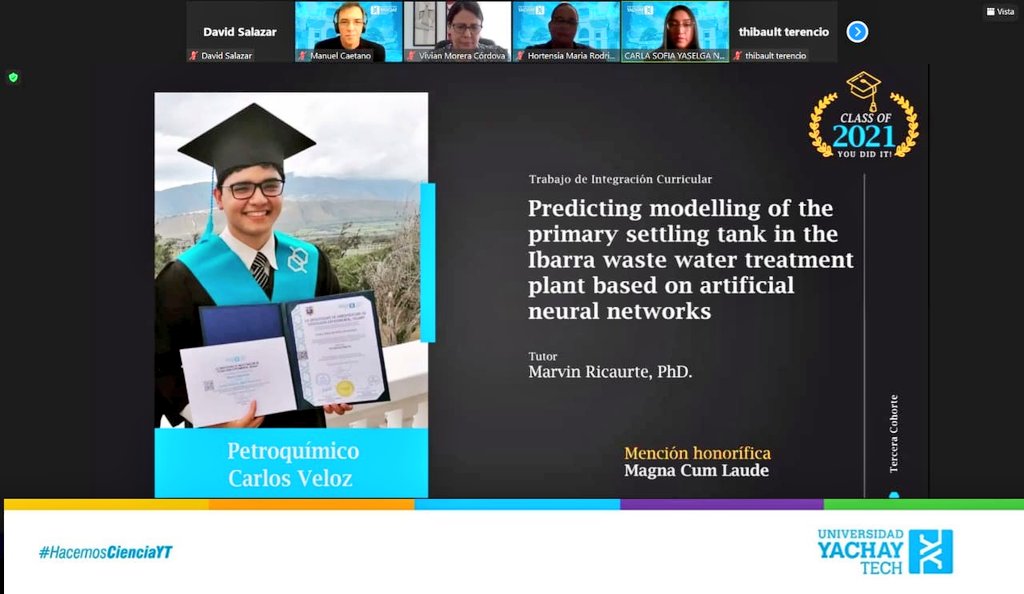 Vista
David Salazar
thibault terencio
David Salazar
Manuel Caetano
Vivian Morera Córdova
Hortensia Maria Rodri...
CARLA SOFIA YASELGA N...
thibault terencio
CLASS OF
2021
YOU DID IT!
Trabajo de Integración Curricular
Predicting modelling of the
primary settling tank in the
Ibarra waste water treatment
plant based on artificial
neural networks
Tutor
Marvin Ricaurte, PhD.
Mención honorífica
Magna Cum Laude
Tercera Cohorte
Petroquímico
Carlos Veloz
#HacemosCienciaYT
UNIVERSIDAD
YACHAY
TECH